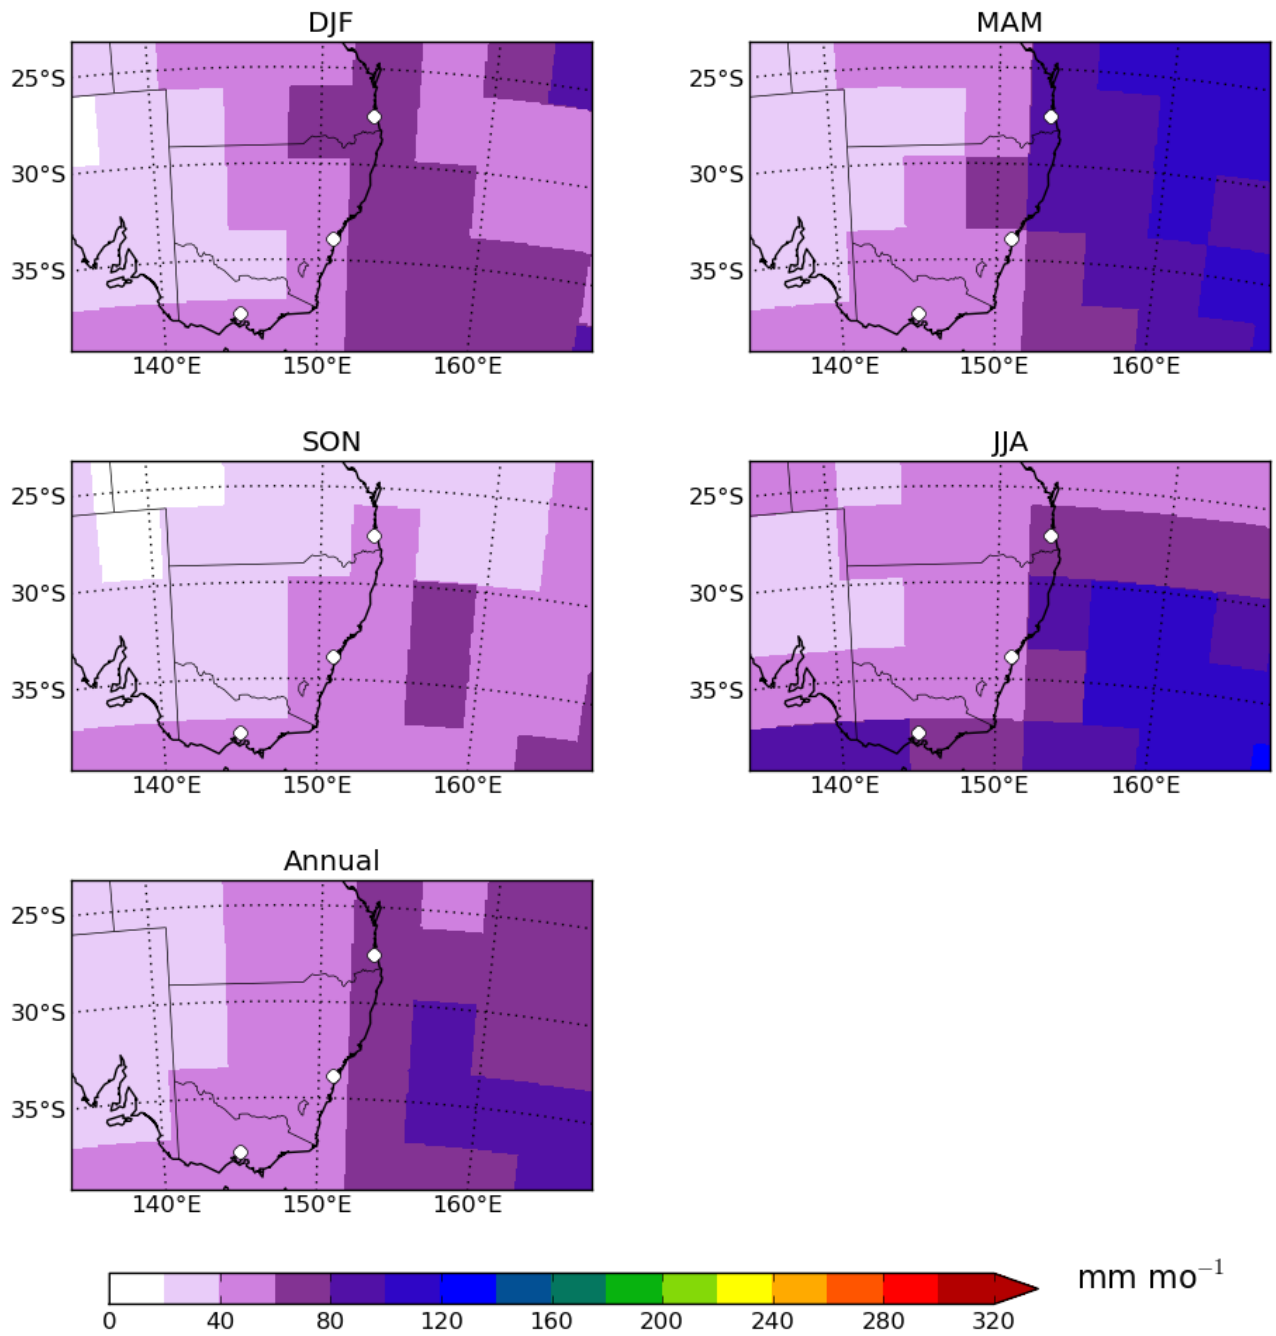 DJF MAM
25°S 25°S
30°S 30°S
35°S 35°S
140°E 150°E 160°E 140°E 150°E 160°E
SON JJA
25°S 25°S
30°S 30°S
35°S 35°S
140°E 150°E 160°E 140°E 150°E 160°E
Annual
25°S
30°S
35°S
140°E 150°E 160°E
mm mo⁻¹
0 40 80 120 160 200 240 280 320